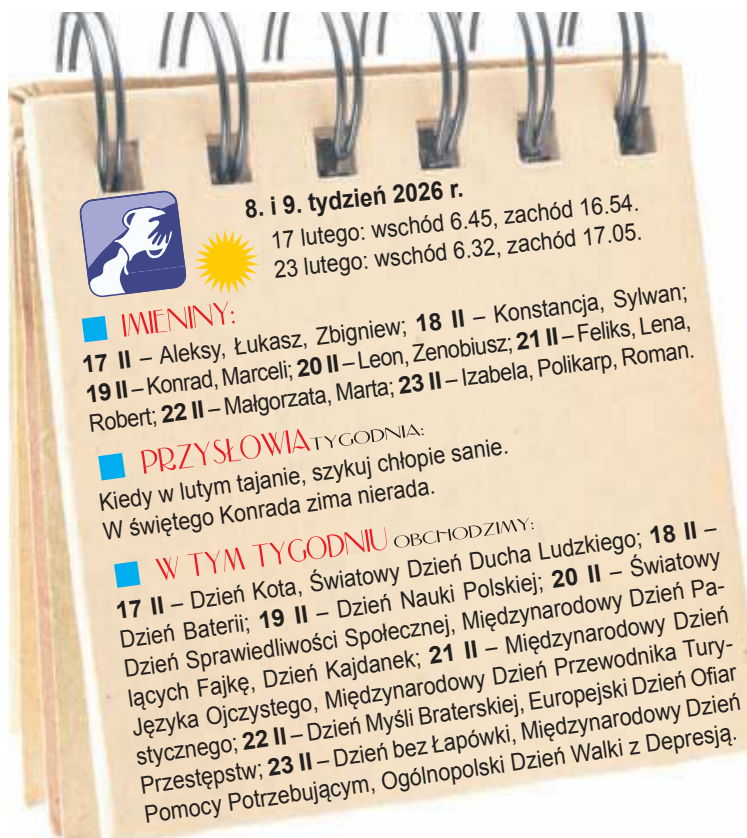 8. i 9. tydzień 2026 r.
17 lutego: wschód 6.45, zachód 16.54.
23 lutego: wschód 6.32, zachód 17.05.
IMIENINY:
17 II – Aleksy, Łukasz, Zbigniew; 18 II – Konstancja, Sylwan;
19 II – Konrad, Marceli; 20 II – Leon, Zenobiusz; 21 II – Feliks, Lena,
Robert; 22 II – Małgorzata, Marta; 23 II – Izabela, Polikarp, Roman.
PRZYSŁOWIA TYGODNIA:
Kiedy w lutym tajanie, szykuj chłopie sanie.
W świętego Konrada zima nierada.
W TYM TYGODNIU OBCHODZIMY:
17 II – Dzień Kota, Światowy Dzień Ducha Ludzkiego; 18 II –
Dzień Baterii; 19 II – Dzień Nauki Polskiej; 20 II – Światowy
Dzień Sprawiedliwości Społecznej, Międzynarodowy Dzień Pa-
lących Fajkę, Dzień Kajdanek; 21 II – Międzynarodowy Dzień
Języka Ojczystego, Międzynarodowy Dzień Przewodnika Tury-
stycznego; 22 II – Dzień Myśli Braterskiej, Europejski Dzień Ofiar
Przestępstw; 23 II – Dzień bez Łapówki, Międzynarodowy Dzień
Pomocy Potrzebującym, Ogólnopolski Dzień Walki z Depresją.